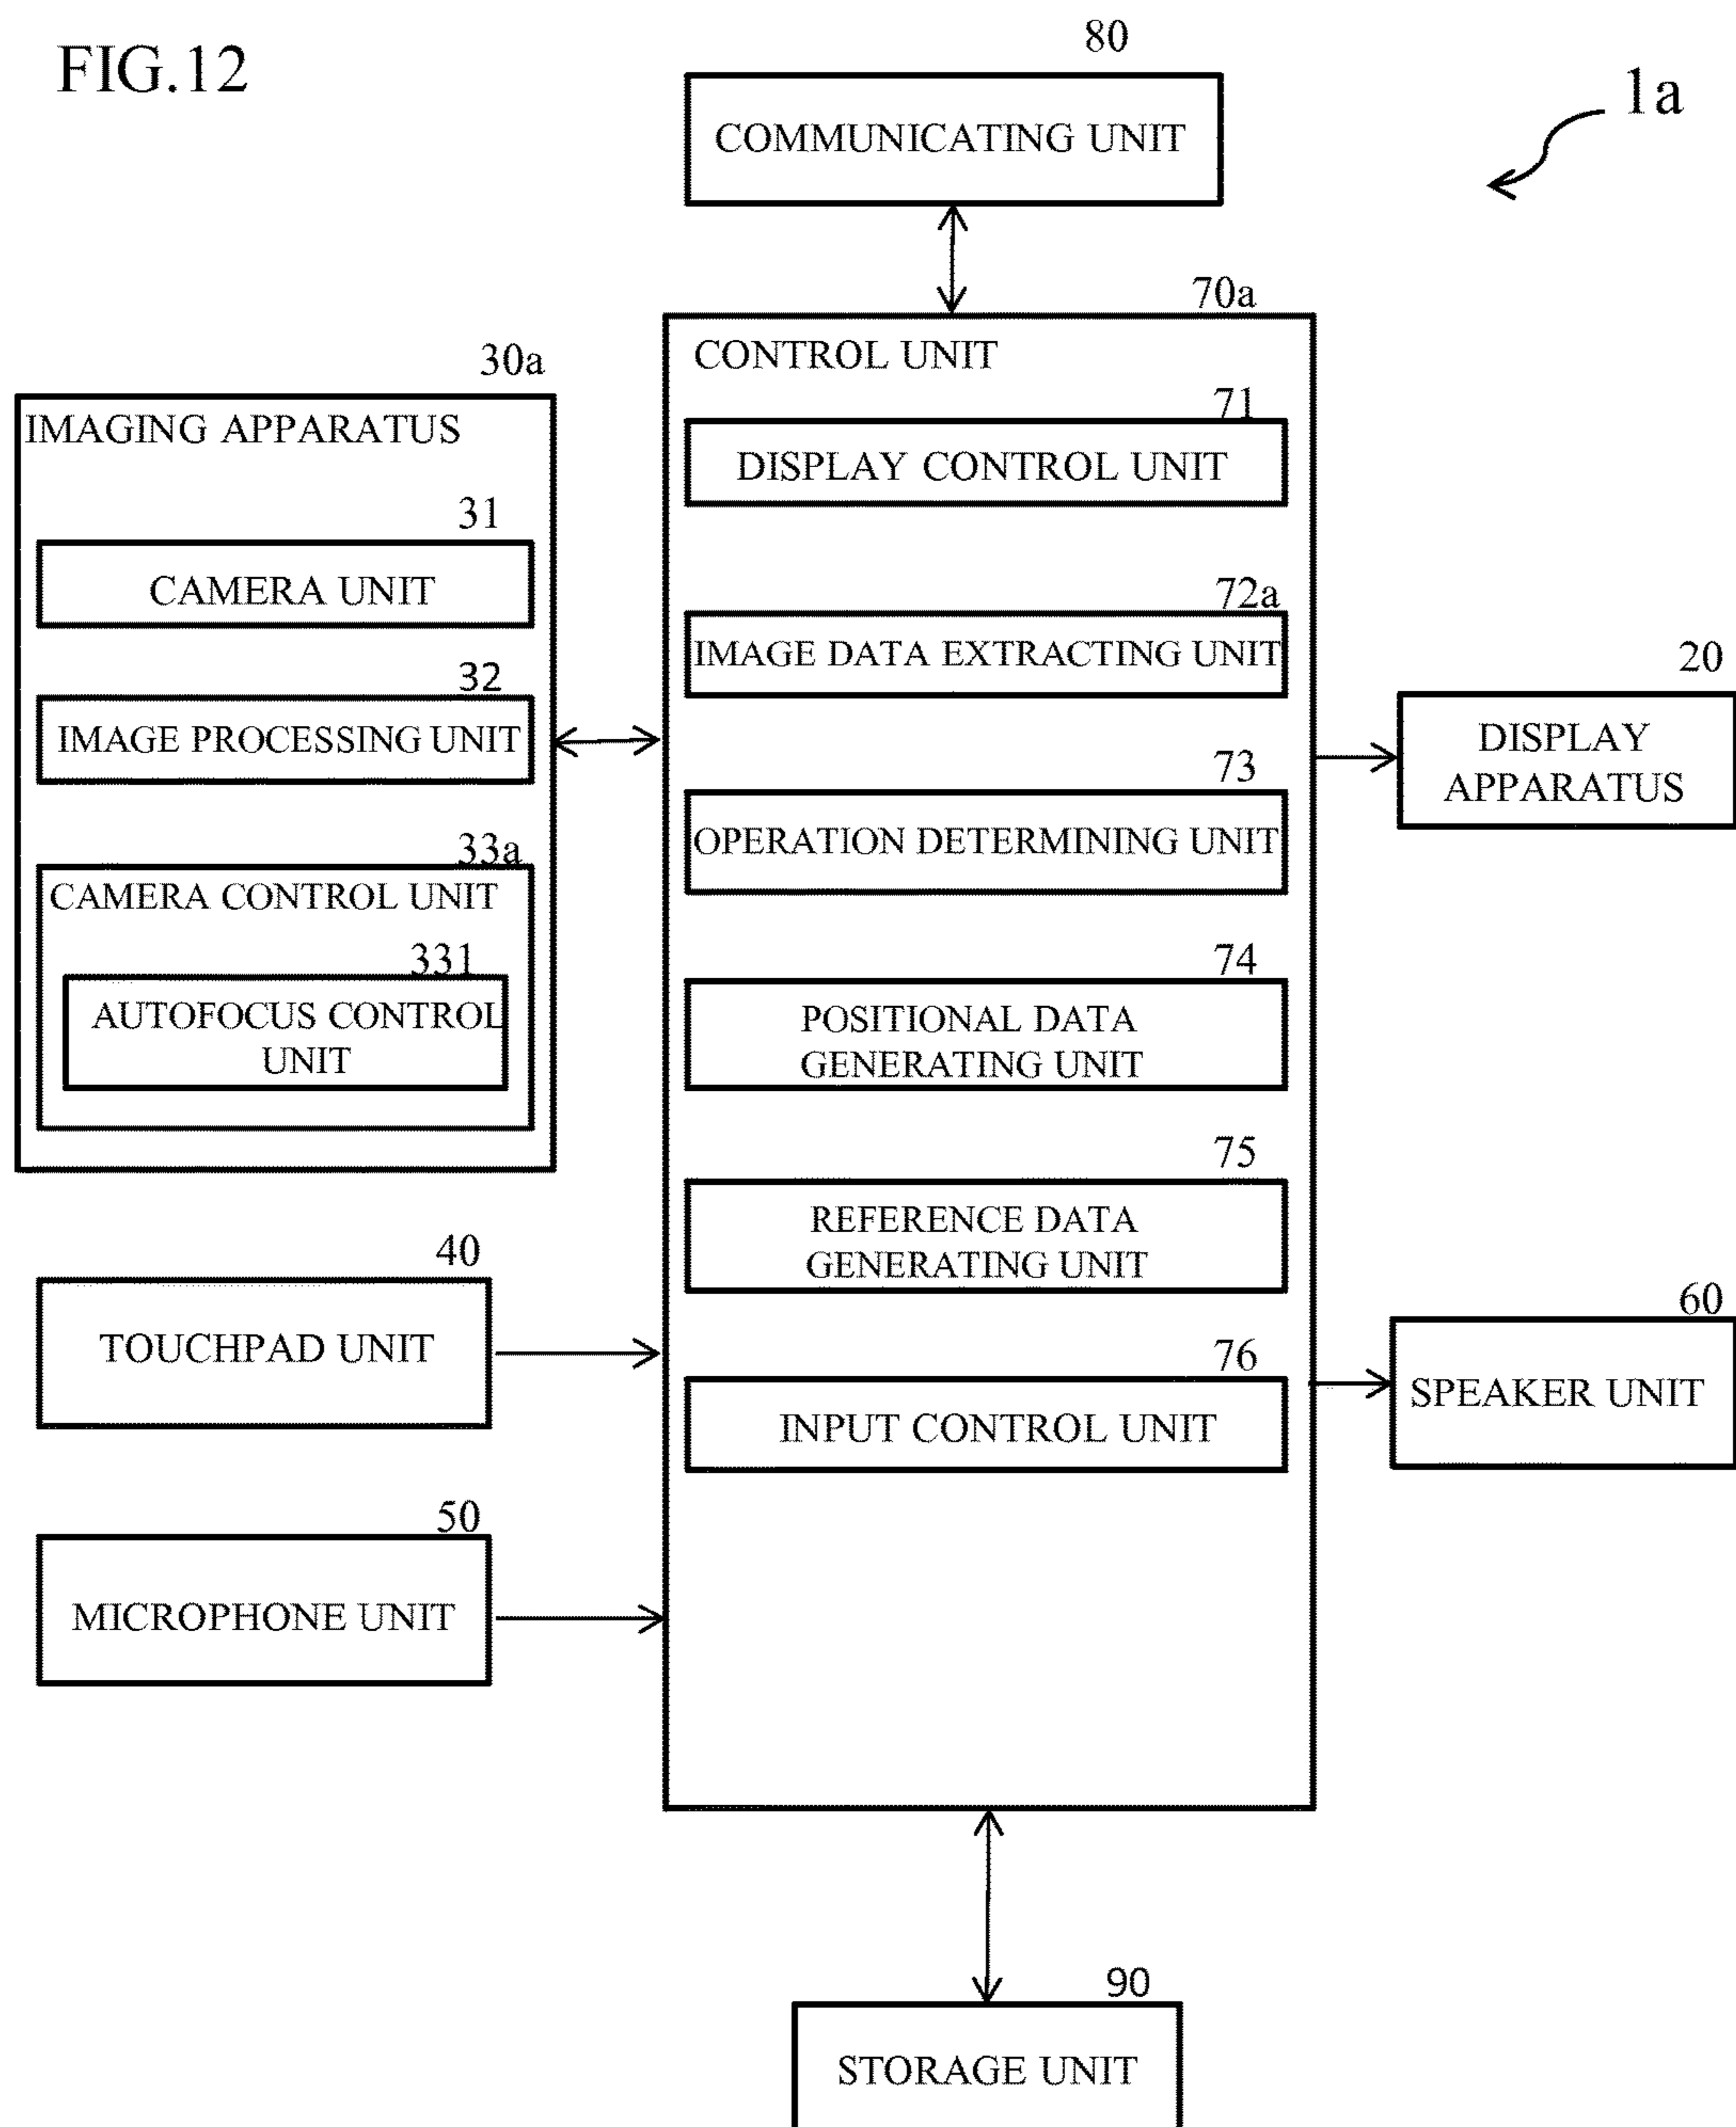 FIG.12
80
COMMUNICATING UNIT
1a
70a
CONTROL UNIT
71
DISPLAY CONTROL UNIT
72a
IMAGE DATA EXTRACTING UNIT
73
OPERATION DETERMINING UNIT
74
POSITIONAL DATA
GENERATING UNIT
75
REFERENCE DATA
GENERATING UNIT
76
INPUT CONTROL UNIT
30a
IMAGING APPARATUS
31
CAMERA UNIT
32
IMAGE PROCESSING UNIT
33a
CAMERA CONTROL UNIT
331
AUTOFOCUS CONTROL
UNIT
40
TOUCHPAD UNIT
50
MICROPHONE UNIT
20
DISPLAY
APPARATUS
60
SPEAKER UNIT
90
STORAGE UNIT